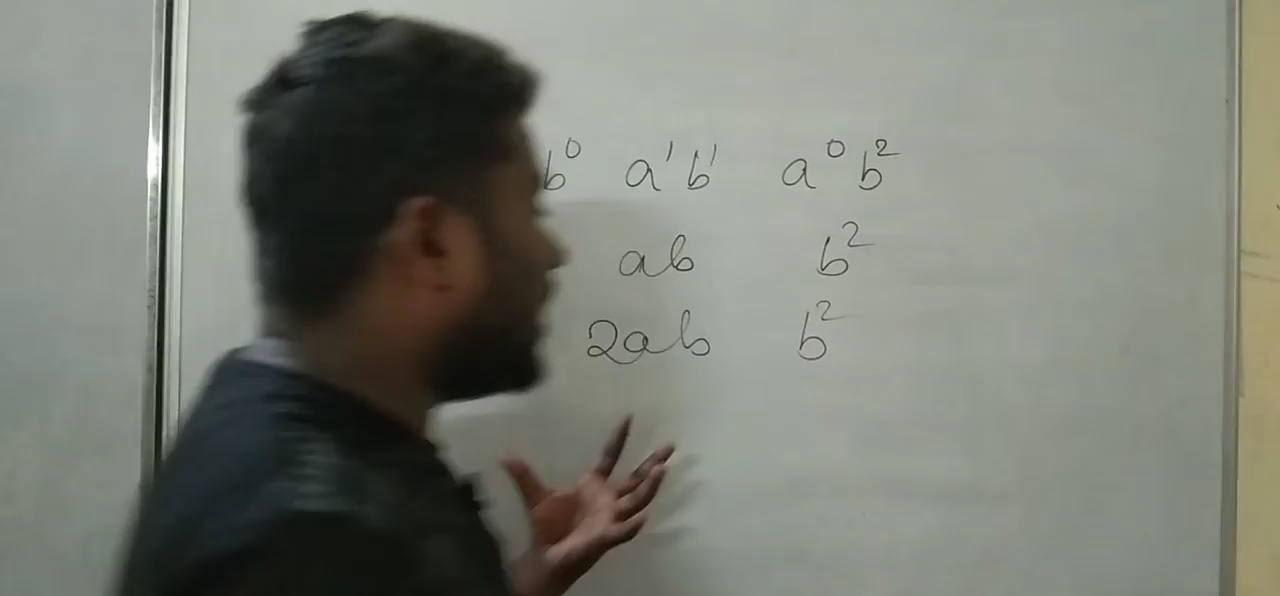 b⁰ a¹b¹ a⁰b²
ab b²
2ab b²